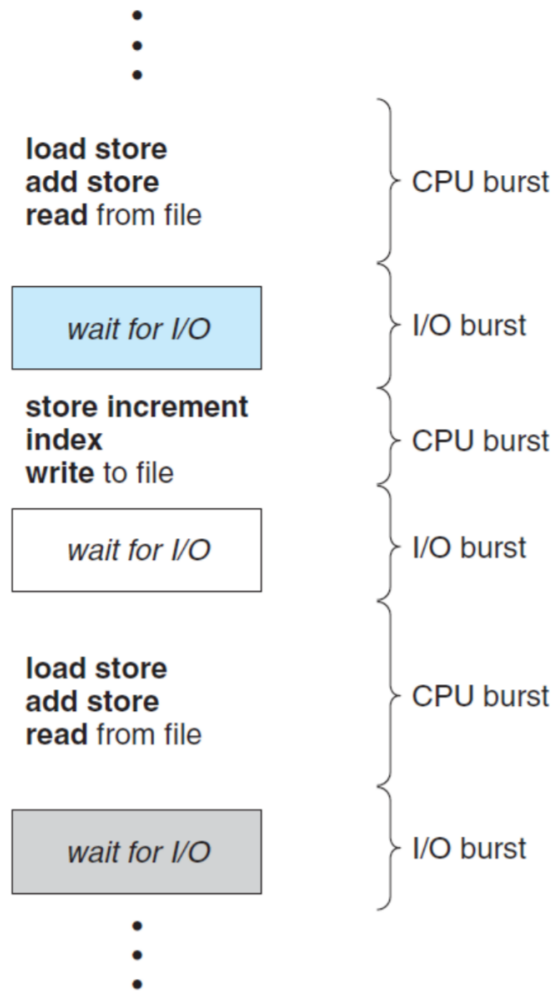 load store
add store
read from file
CPU burst
wait for I/O
I/O burst
store increment
index
write to file
CPU burst
wait for I/O
I/O burst
load store
add store
read from file
CPU burst
wait for I/O
I/O burst